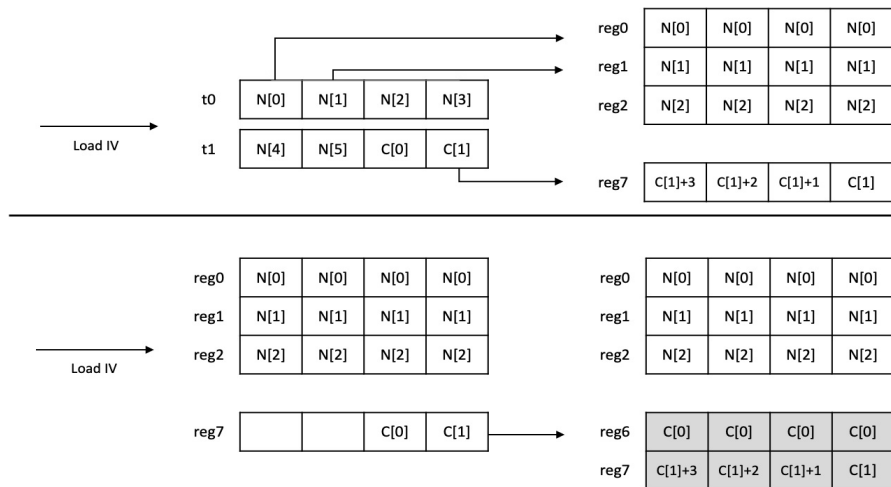 reg0 N[0] N[0] N[0] N[0]
reg1 N[1] N[1] N[1] N[1]
t0 N[0] N[1] N[2] N[3]
reg2 N[2] N[2] N[2] N[2]
Load IV
t1 N[4] N[5] C[0] C[1]
reg7 C[1]+3 C[1]+2 C[1]+1 C[1]
reg0 N[0] N[0] N[0] N[0]
reg0 N[0] N[0] N[0] N[0]
reg1 N[1] N[1] N[1] N[1]
reg1 N[1] N[1] N[1] N[1]
reg2 N[2] N[2] N[2] N[2]
reg2 N[2] N[2] N[2] N[2]
Load IV
reg7 C[0] C[1]
reg6 C[0] C[0] C[0] C[0]
reg7 C[1]+3 C[1]+2 C[1]+1 C[1]